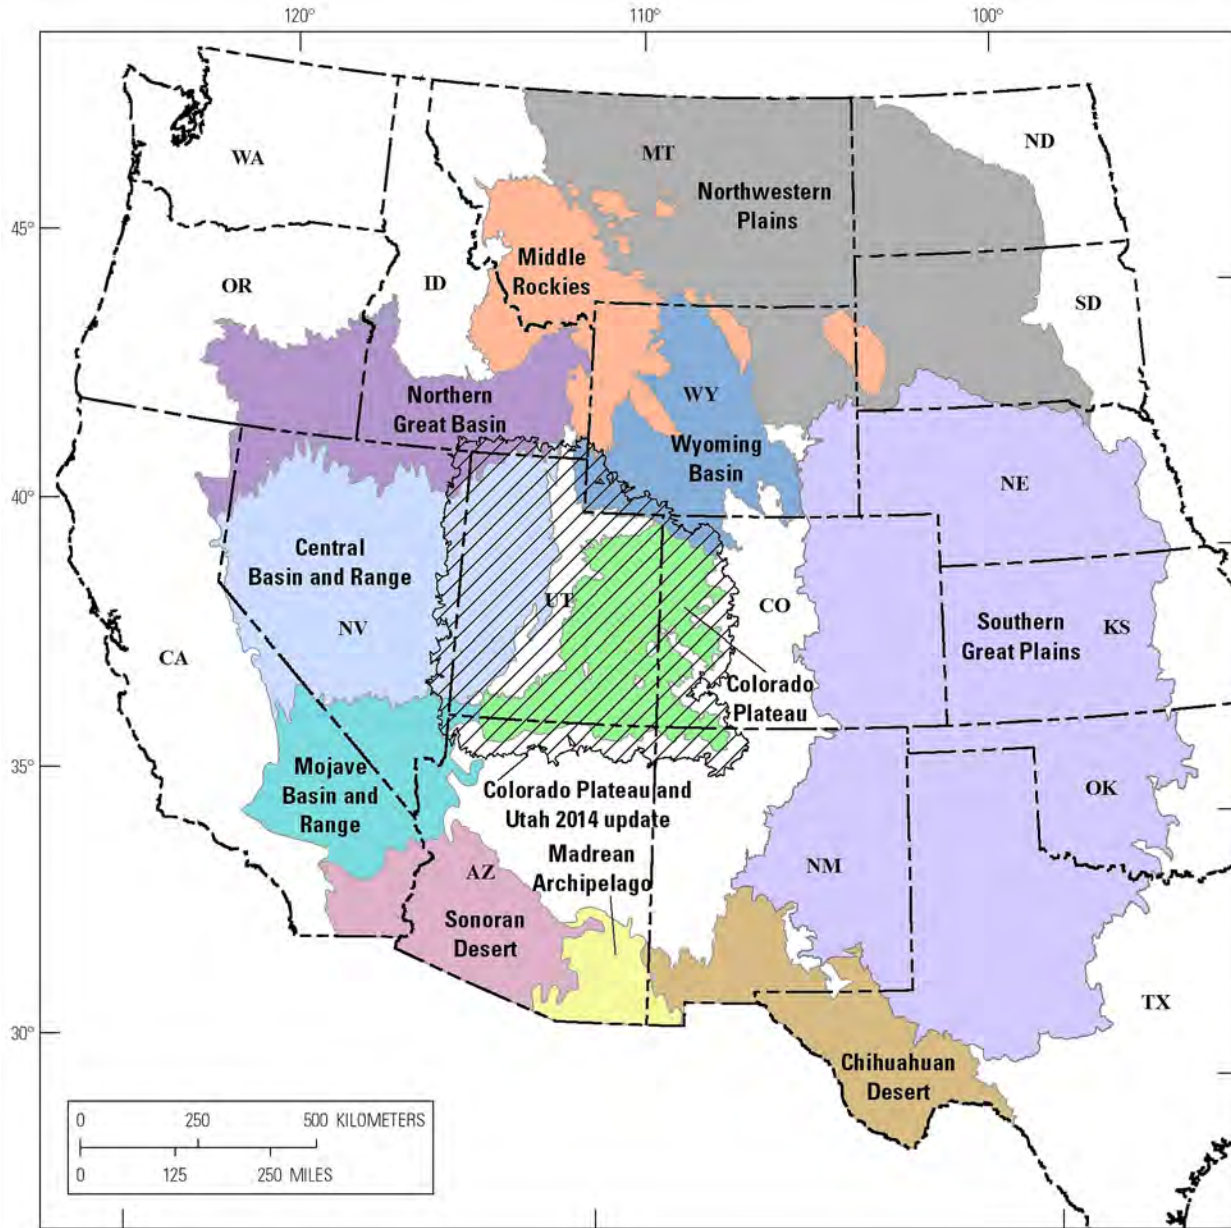 120°
110°
100°
WA
MT
ND
Northwestern
Plains
45°
Middle
Rockies
OR
ID
SD
Northern
Great Basin
WY
Wyoming
Basin
40°
NE
Central
Basin and Range
UT
CO
NV
Southern
Great Plains
KS
CA
Colorado
Plateau
35°
Mojave
Basin and
Range
Colorado Plateau and
Utah 2014 update
OK
Madrean
Archipelago
NM
AZ
Sonoran
Desert
TX
30°
Chihuahuan
Desert
0 250 500 KILOMETERS
0 125 250 MILES